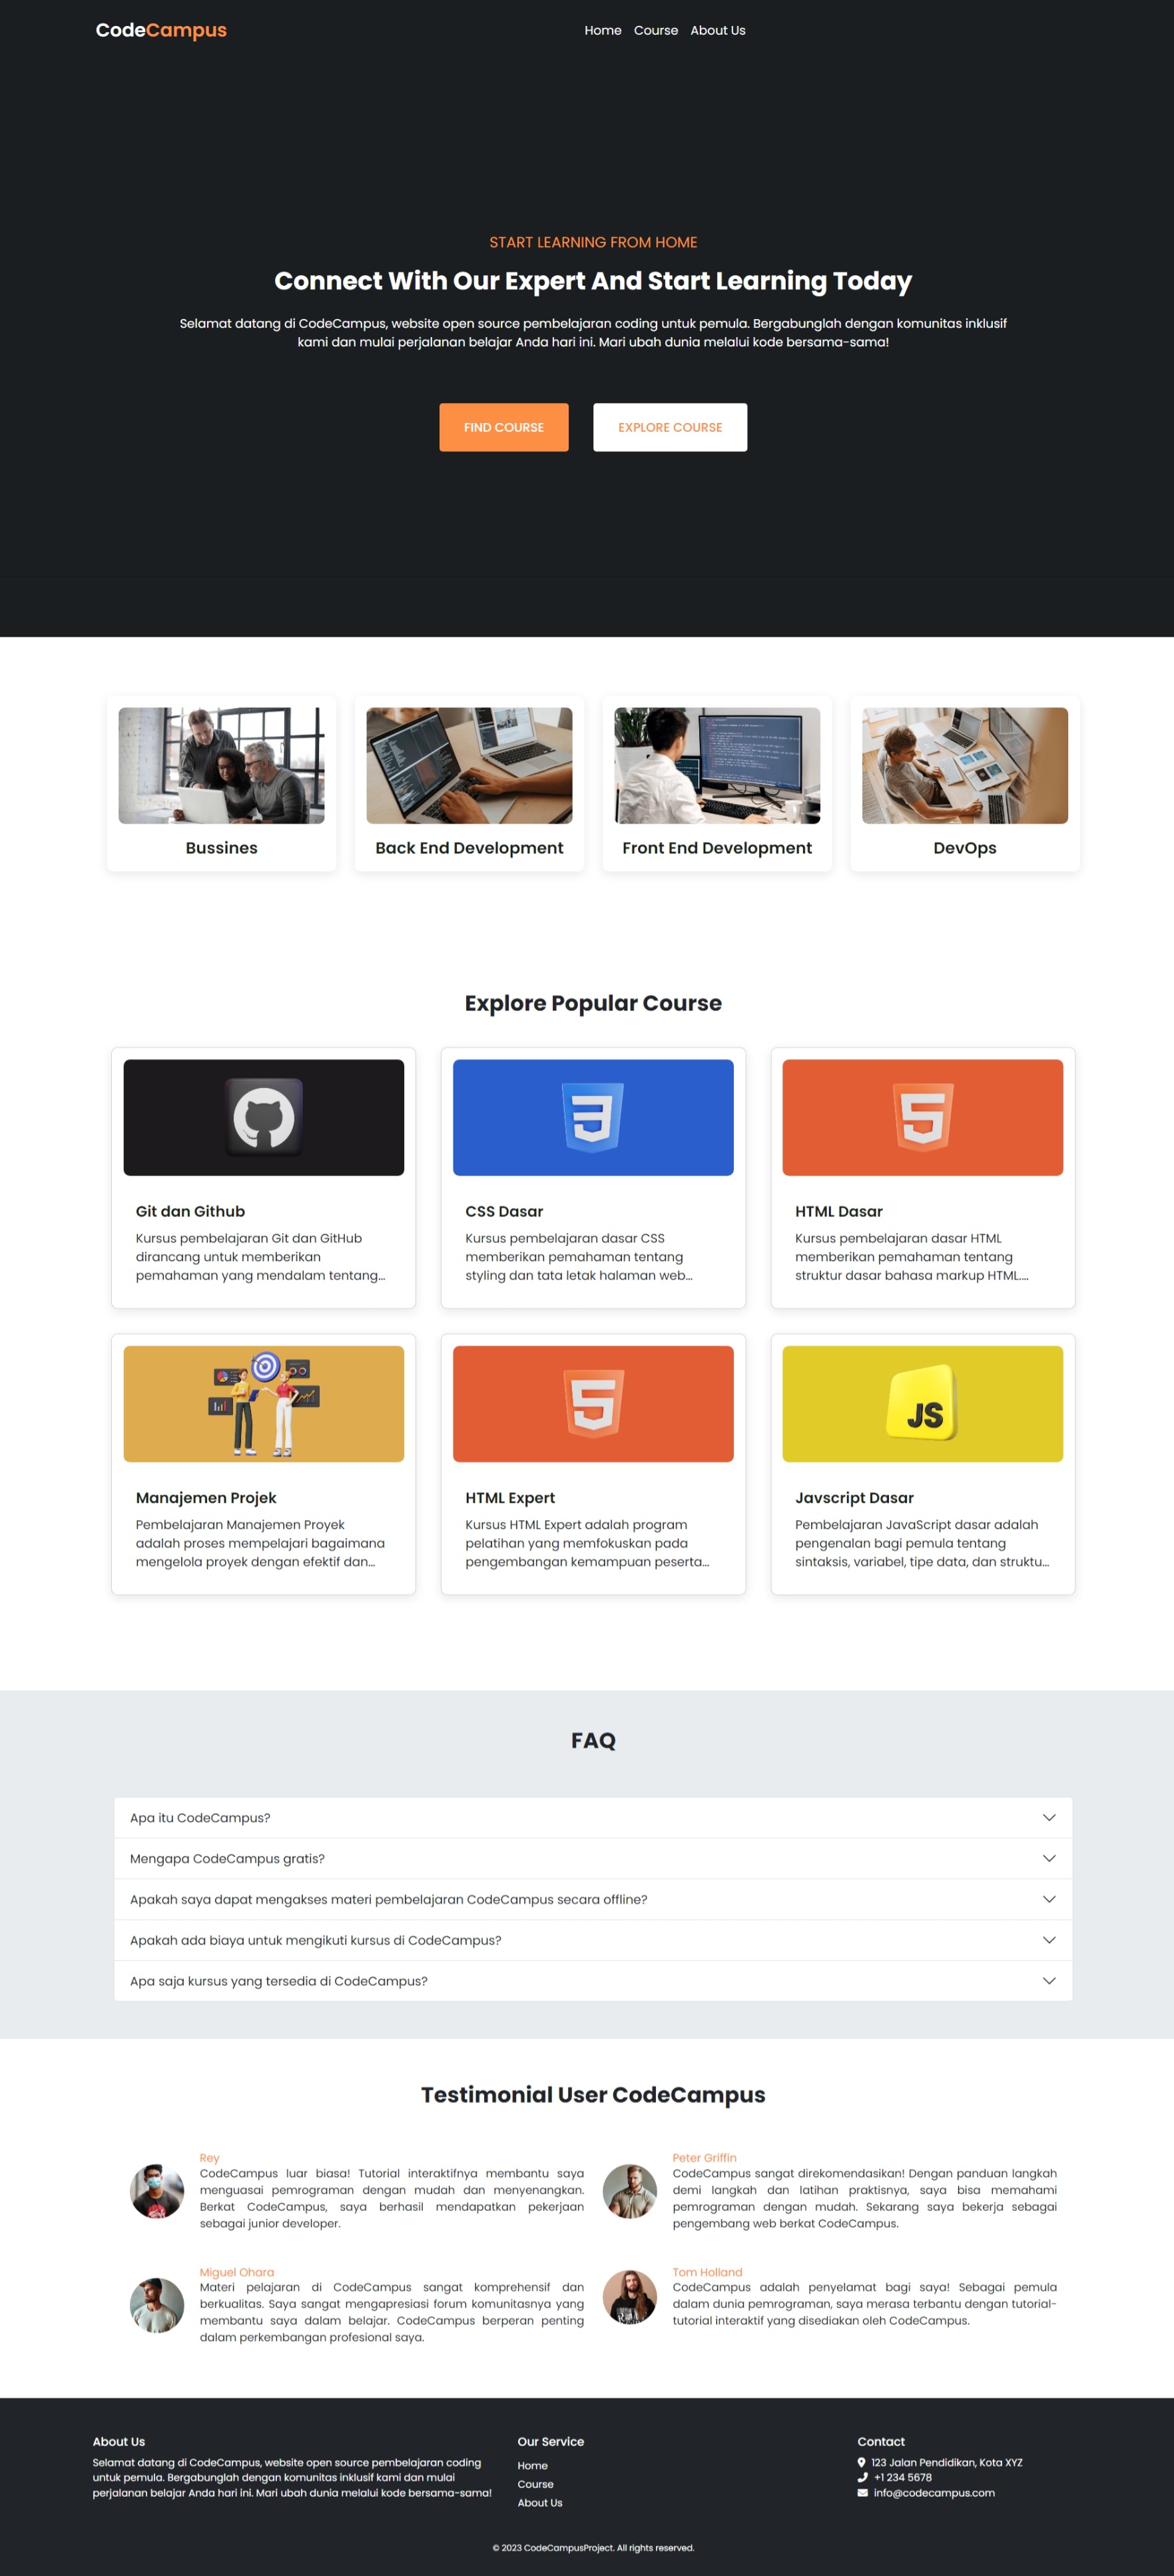 CodeCampus
Home Course About Us
START LEARNING FROM HOME
Connect With Our Expert And Start Learning Today
Selamat datang di CodeCampus, website open source pembelajaran coding untuk pemula. Bergabunglah dengan komunitas inklusif
kami dan mulai perjalanan belajar Anda hari ini. Mari ubah dunia melalui kode bersama-sama!
FIND COURSE
EXPLORE COURSE
Bussines
Back End Development
Front End Development
DevOps
Explore Popular Course
Git dan Github
Kursus pembelajaran Git dan GitHub
dirancang untuk memberikan
pemahaman yang mendalam tentang...
CSS Dasar
Kursus pembelajaran dasar CSS
memberikan pemahaman tentang
styling dan tata letak halaman web...
HTML Dasar
Kursus pembelajaran dasar HTML
memberikan pemahaman tentang
struktur dasar bahasa markup HTML....
Manajemen Projek
Pembelajaran Manajemen Proyek
adalah proses mempelajari bagaimana
mengelola proyek dengan efektif dan...
HTML Expert
Kursus HTML Expert adalah program
pelatihan yang memfokuskan pada
pengembangan kemampuan peserta...
JS
Javscript Dasar
Pembelajaran JavaScript dasar adalah
pengenalan bagi pemula tentang
sintaksis, variabel, tipe data, dan struktu...
FAQ
Apa itu CodeCampus?
Mengapa CodeCampus gratis?
Apakah saya dapat mengakses materi pembelajaran CodeCampus secara offline?
Apakah ada biaya untuk mengikuti kursus di CodeCampus?
Apa saja kursus yang tersedia di CodeCampus?
Testimonial User CodeCampus
Rey
CodeCampus luar biasa! Tutorial interaktifnya membantu saya
menguasai pemrograman dengan mudah dan menyenangkan.
Berkat CodeCampus, saya berhasil mendapatkan pekerjaan
sebagai junior developer.
Peter Griffin
CodeCampus sangat direkomendasikan! Dengan panduan langkah
demi langkah dan latihan praktisnya, saya bisa memahami
pemrograman dengan mudah. Sekarang saya bekerja sebagai
pengembang web berkat CodeCampus.
Miguel Ohara
Materi pelajaran di CodeCampus sangat komprehensif dan
berkualitas. Saya sangat mengapresiasi forum komunitasnya yang
membantu saya dalam belajar. CodeCampus berperan penting
dalam perkembangan profesional saya.
Tom Holland
CodeCampus adalah penyelamat bagi saya! Sebagai pemula
dalam dunia pemrograman, saya merasa terbantu dengan tutorial-
tutorial interaktif yang disediakan oleh CodeCampus.
About Us
Selamat datang di CodeCampus, website open source pembelajaran coding
untuk pemula. Bergabunglah dengan komunitas inklusif kami dan mulai
perjalanan belajar Anda hari ini. Mari ubah dunia melalui kode bersama-sama!
Our Service
Home
Course
About Us
Contact
123 Jalan Pendidikan, Kota XYZ
+1 234 5678
info@codecampus.com
© 2023 CodeCampusProject. All rights reserved.